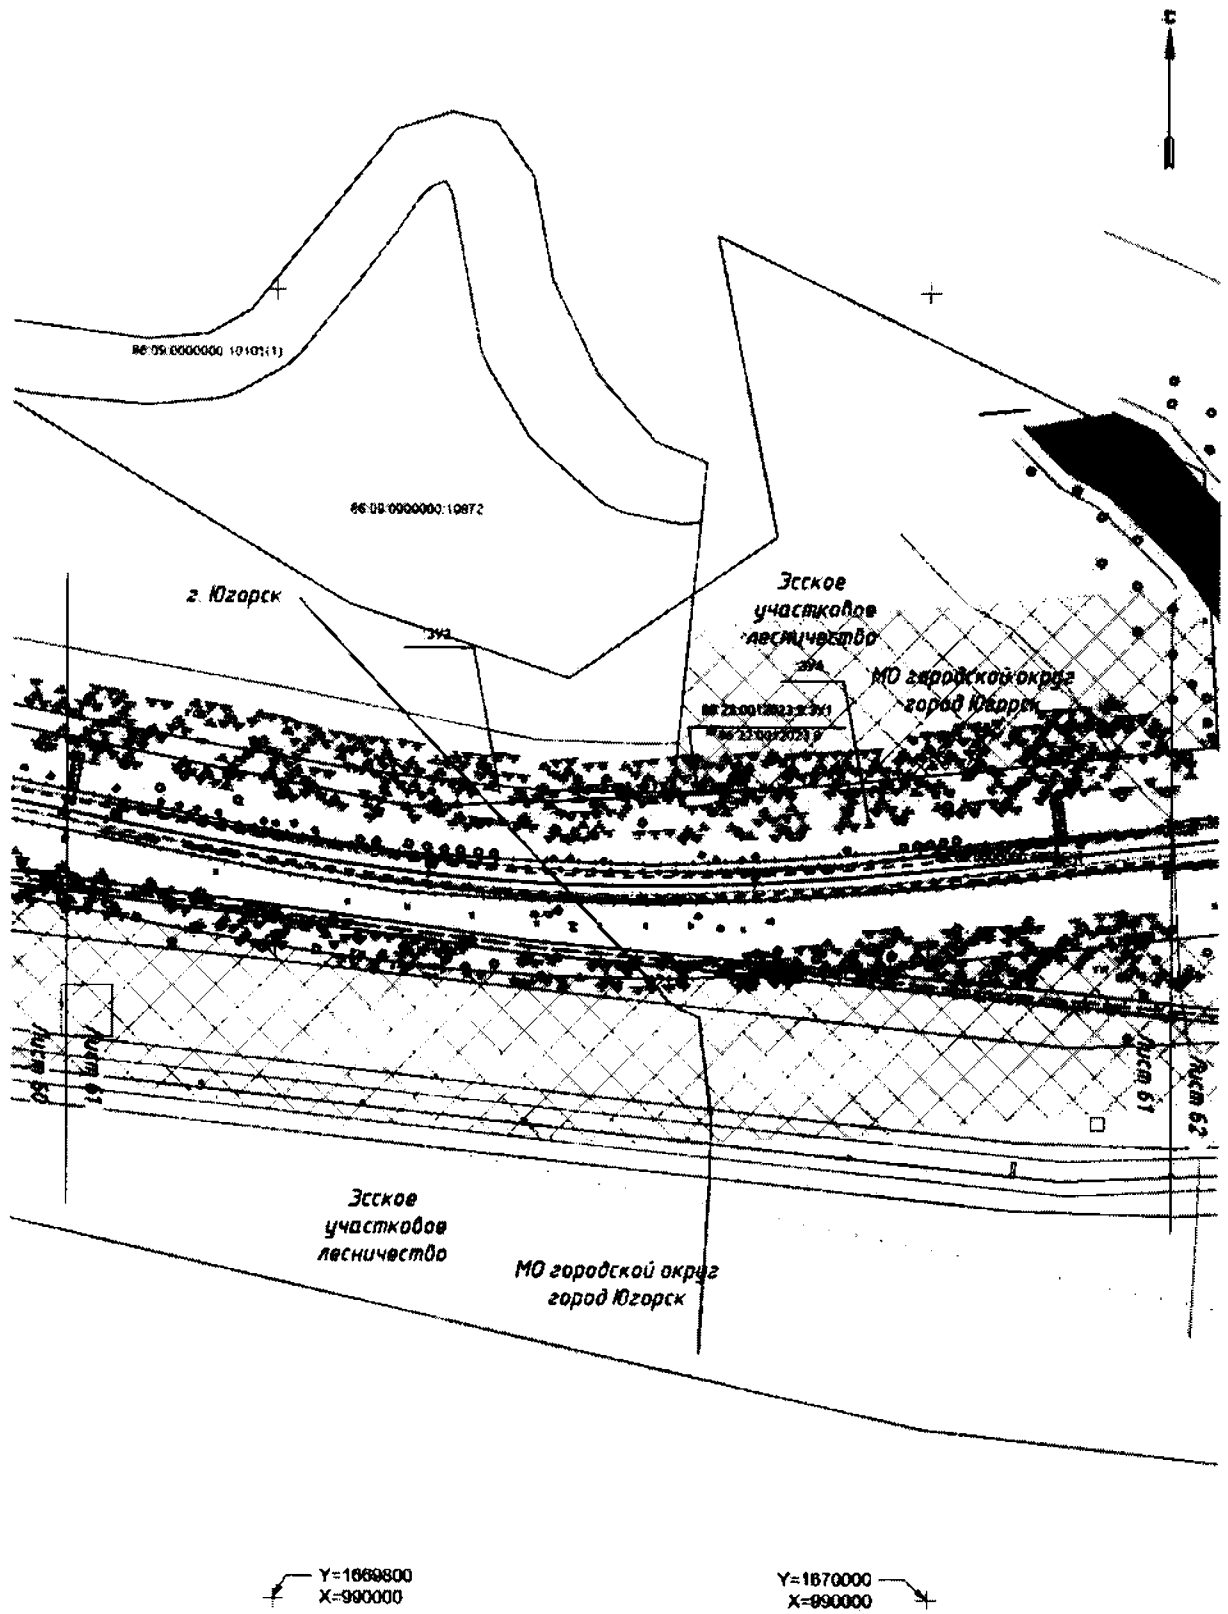 С
86:09:0000000:10101(1)
86:09:0000000:10872
г. Югорск
Эсское
участковое
лесничество
:ЗУ3
:ЗУ4
МО городской округ
город Югорск
Лист 60
Лист 61
Лист 61
Лист 62
Эсское
участковое
лесничество
МО городской округ
город Югорск
Y=1669800
X=990000
Y=1670000
X=990000